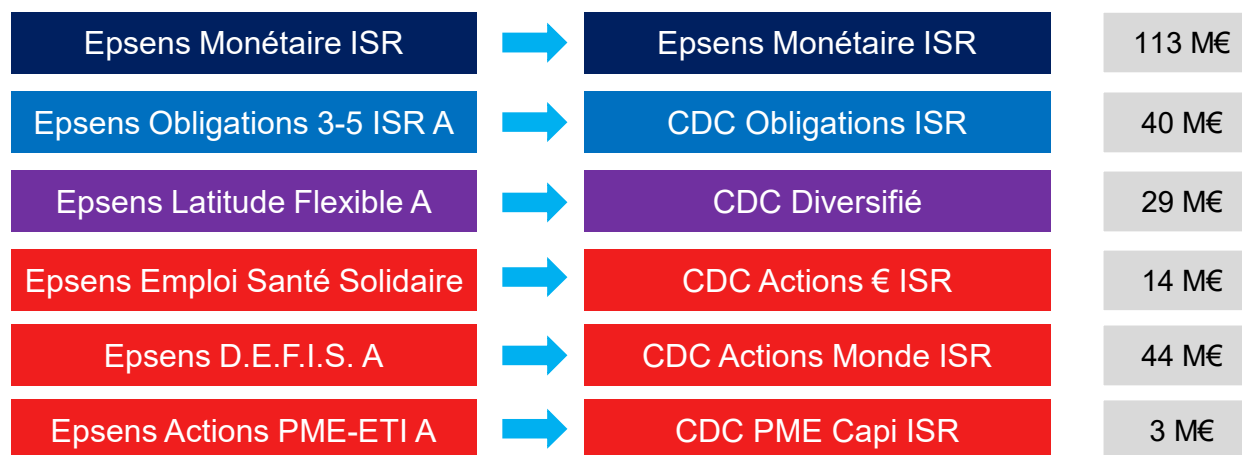 Epsens Monétaire ISR Epsens Monétaire ISR 113 M€
Epsens Obligations 3-5 ISR A CDC Obligations ISR 40 M€
Epsens Latitude Flexible A CDC Diversifié 29 M€
Epsens Emploi Santé Solidaire CDC Actions € ISR 14 M€
Epsens D.E.F.I.S. A CDC Actions Monde ISR 44 M€
Epsens Actions PME-ETI A CDC PME Capi ISR 3 M€